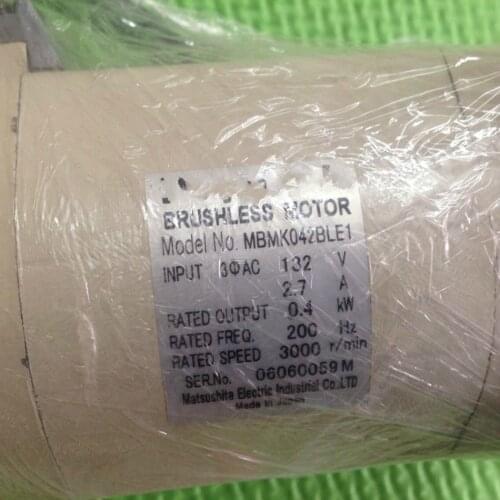 BRUSHLESS MOTOR
Model No. MBMK042BLE1
INPUT 3ΦAC 132 V
2.7 A
RATED OUTPUT 0.4 kW
RATED FREQ. 200 Hz
RATED SPEED 3000 r/min
SER.No. 06060059M
Matsushita Electric Industrial Co.,LTD
Made in Japan